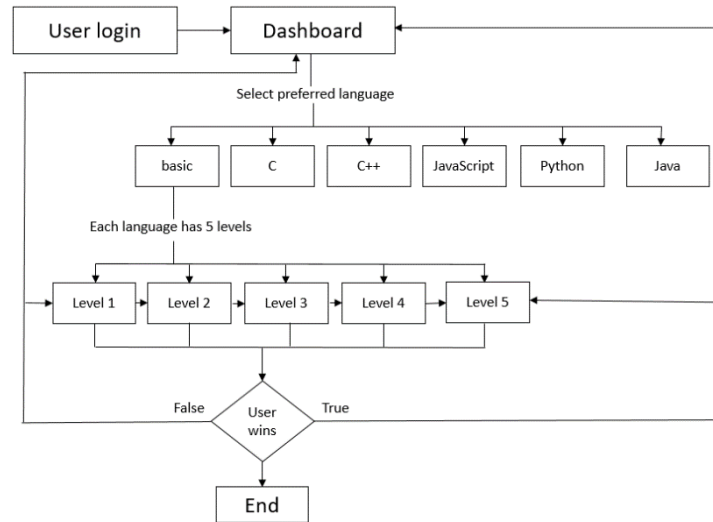 User login
Dashboard
Select preferred language
basic
C
C++
JavaScript
Python
Java
Each language has 5 levels
Level 1
Level 2
Level 3
Level 4
Level 5
False
User
wins
True
End